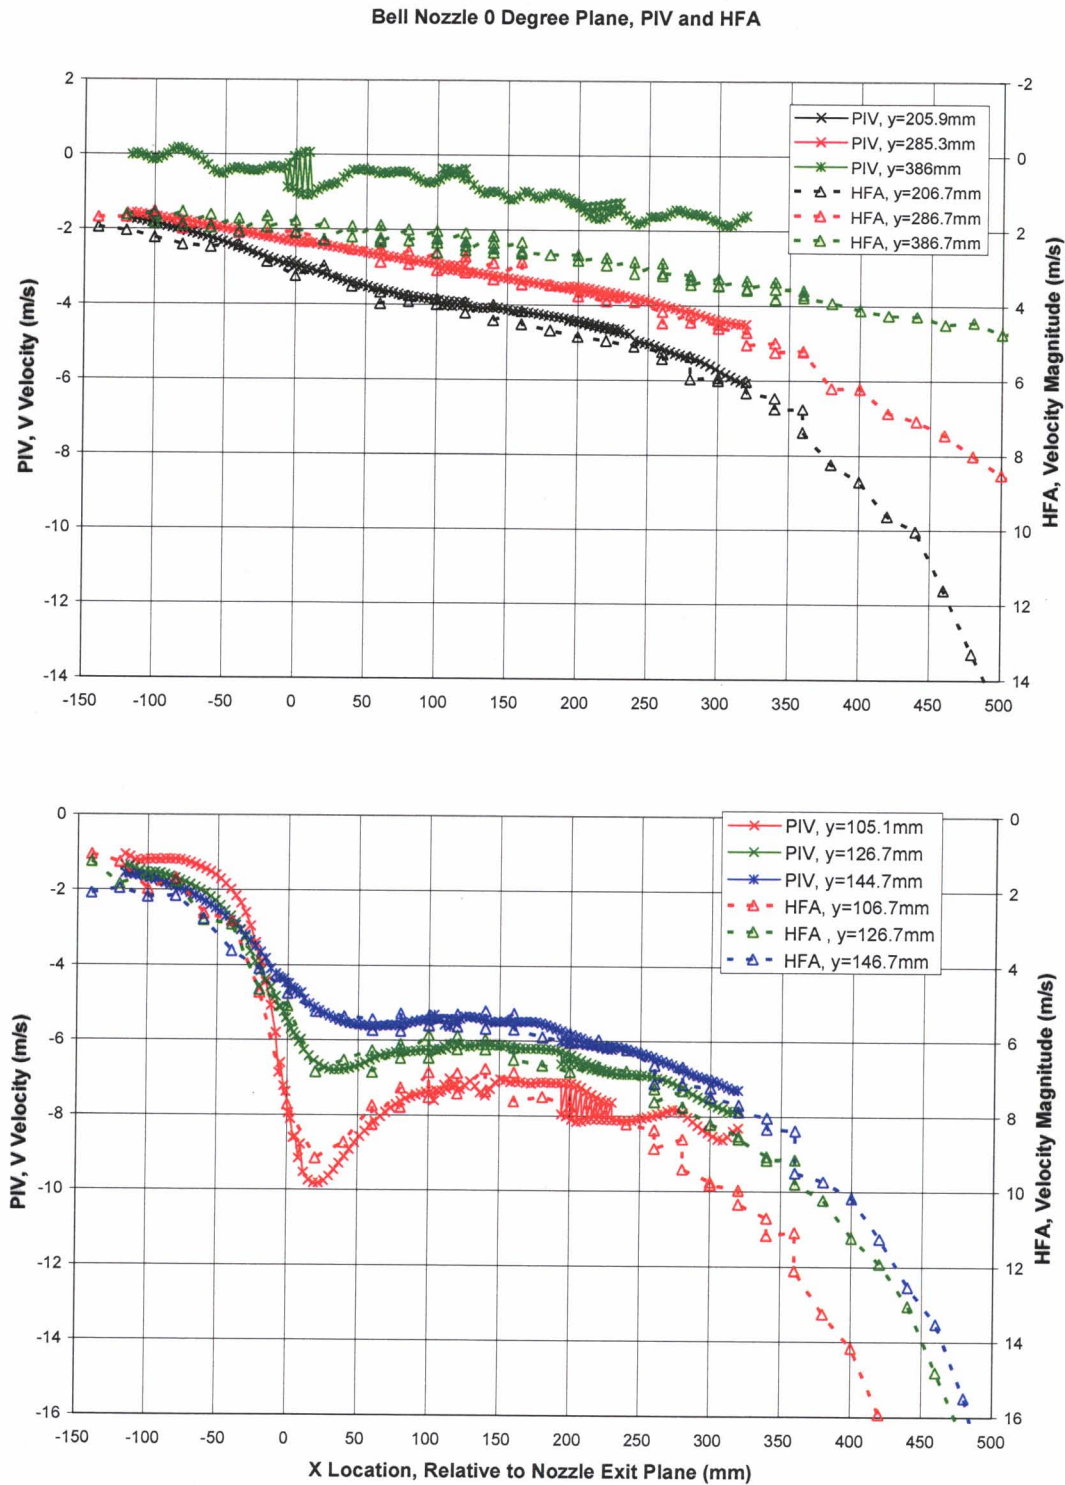 Bell Nozzle 0 Degree Plane, PIV and HFA
2
0
-2
-4
-6
-8
-10
-12
-14
PIV, V Velocity (m/s)
-2
0
2
4
6
8
10
12
14
HFA, Velocity Magnitude (m/s)
PIV, y=205.9mm
PIV, y=285.3mm
PIV, y=386mm
HFA, y=206.7mm
HFA, y=286.7mm
HFA, y=386.7mm
-150 -100 -50 0 50 100 150 200 250 300 350 400 450 500
0
-2
-4
-6
-8
-10
-12
-14
-16
PIV, V Velocity (m/s)
0
2
4
6
8
10
12
14
16
HFA, Velocity Magnitude (m/s)
PIV, y=105.1mm
PIV, y=126.7mm
PIV, y=144.7mm
HFA, y=106.7mm
HFA , y=126.7mm
HFA, y=146.7mm
-150 -100 -50 0 50 100 150 200 250 300 350 400 450 500
X Location, Relative to Nozzle Exit Plane (mm)